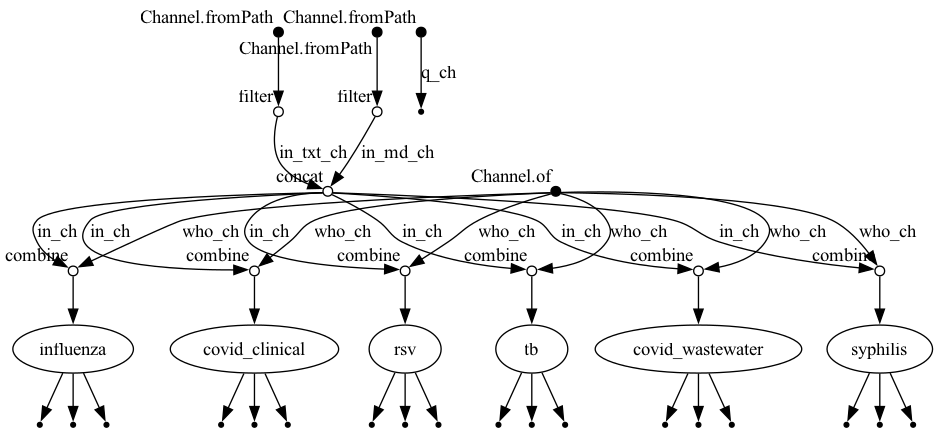 Channel.fromPath
Channel.fromPath
Channel.fromPath
q_ch
filter
filter
in_txt_ch
in_md_ch
concat
Channel.of
in_ch
in_ch
who_ch
in_ch
who_ch
in_ch
who_ch
in_ch
who_ch
in_ch
who_ch
who_ch
combine
combine
combine
combine
combine
combine
influenza
covid_clinical
rsv
tb
covid_wastewater
syphilis